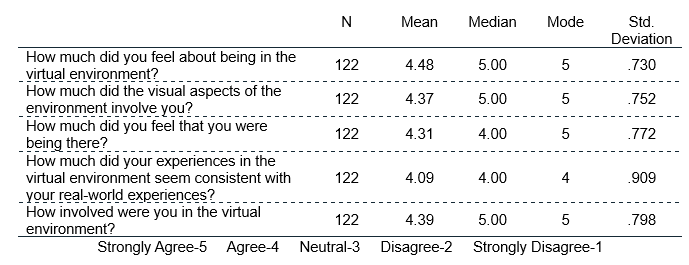 N Mean Median Mode Std.
Deviation
How much did you feel about being in the
virtual environment? 122 4.48 5.00 5 .730
How much did the visual aspects of the
environment involve you? 122 4.37 5.00 5 .752
How much did you feel that you were
being there? 122 4.31 4.00 5 .772
How much did your experiences in the
virtual environment seem consistent with 122 4.09 4.00 4 .909
your real-world experiences?
How involved were you in the virtual
environment? 122 4.39 5.00 5 .798
Strongly Agree-5 Agree-4 Neutral-3 Disagree-2 Strongly Disagree-1